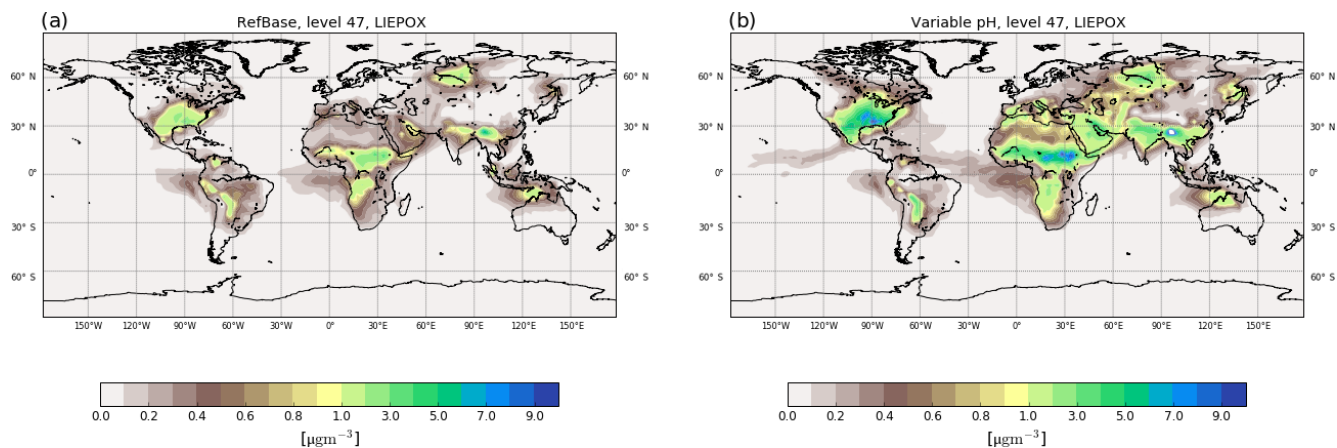 (a)
RefBase, level 47, LIEPOX
60° N 60° N
30° N 30° N
0° 0°
30° S 30° S
60° S 60° S
150°W 120°W 90°W 60°W 30°W 0°E 30°E 60°E 90°E 120°E 150°E
0.0 0.2 0.4 0.6 0.8 1.0 3.0 5.0 7.0 9.0
[μgm⁻³]
(b)
Variable pH, level 47, LIEPOX
60° N 60° N
30° N 30° N
0° 0°
30° S 30° S
60° S 60° S
150°W 120°W 90°W 60°W 30°W 0°E 30°E 60°E 90°E 120°E 150°E
0.0 0.2 0.4 0.6 0.8 1.0 3.0 5.0 7.0 9.0
[μgm⁻³]